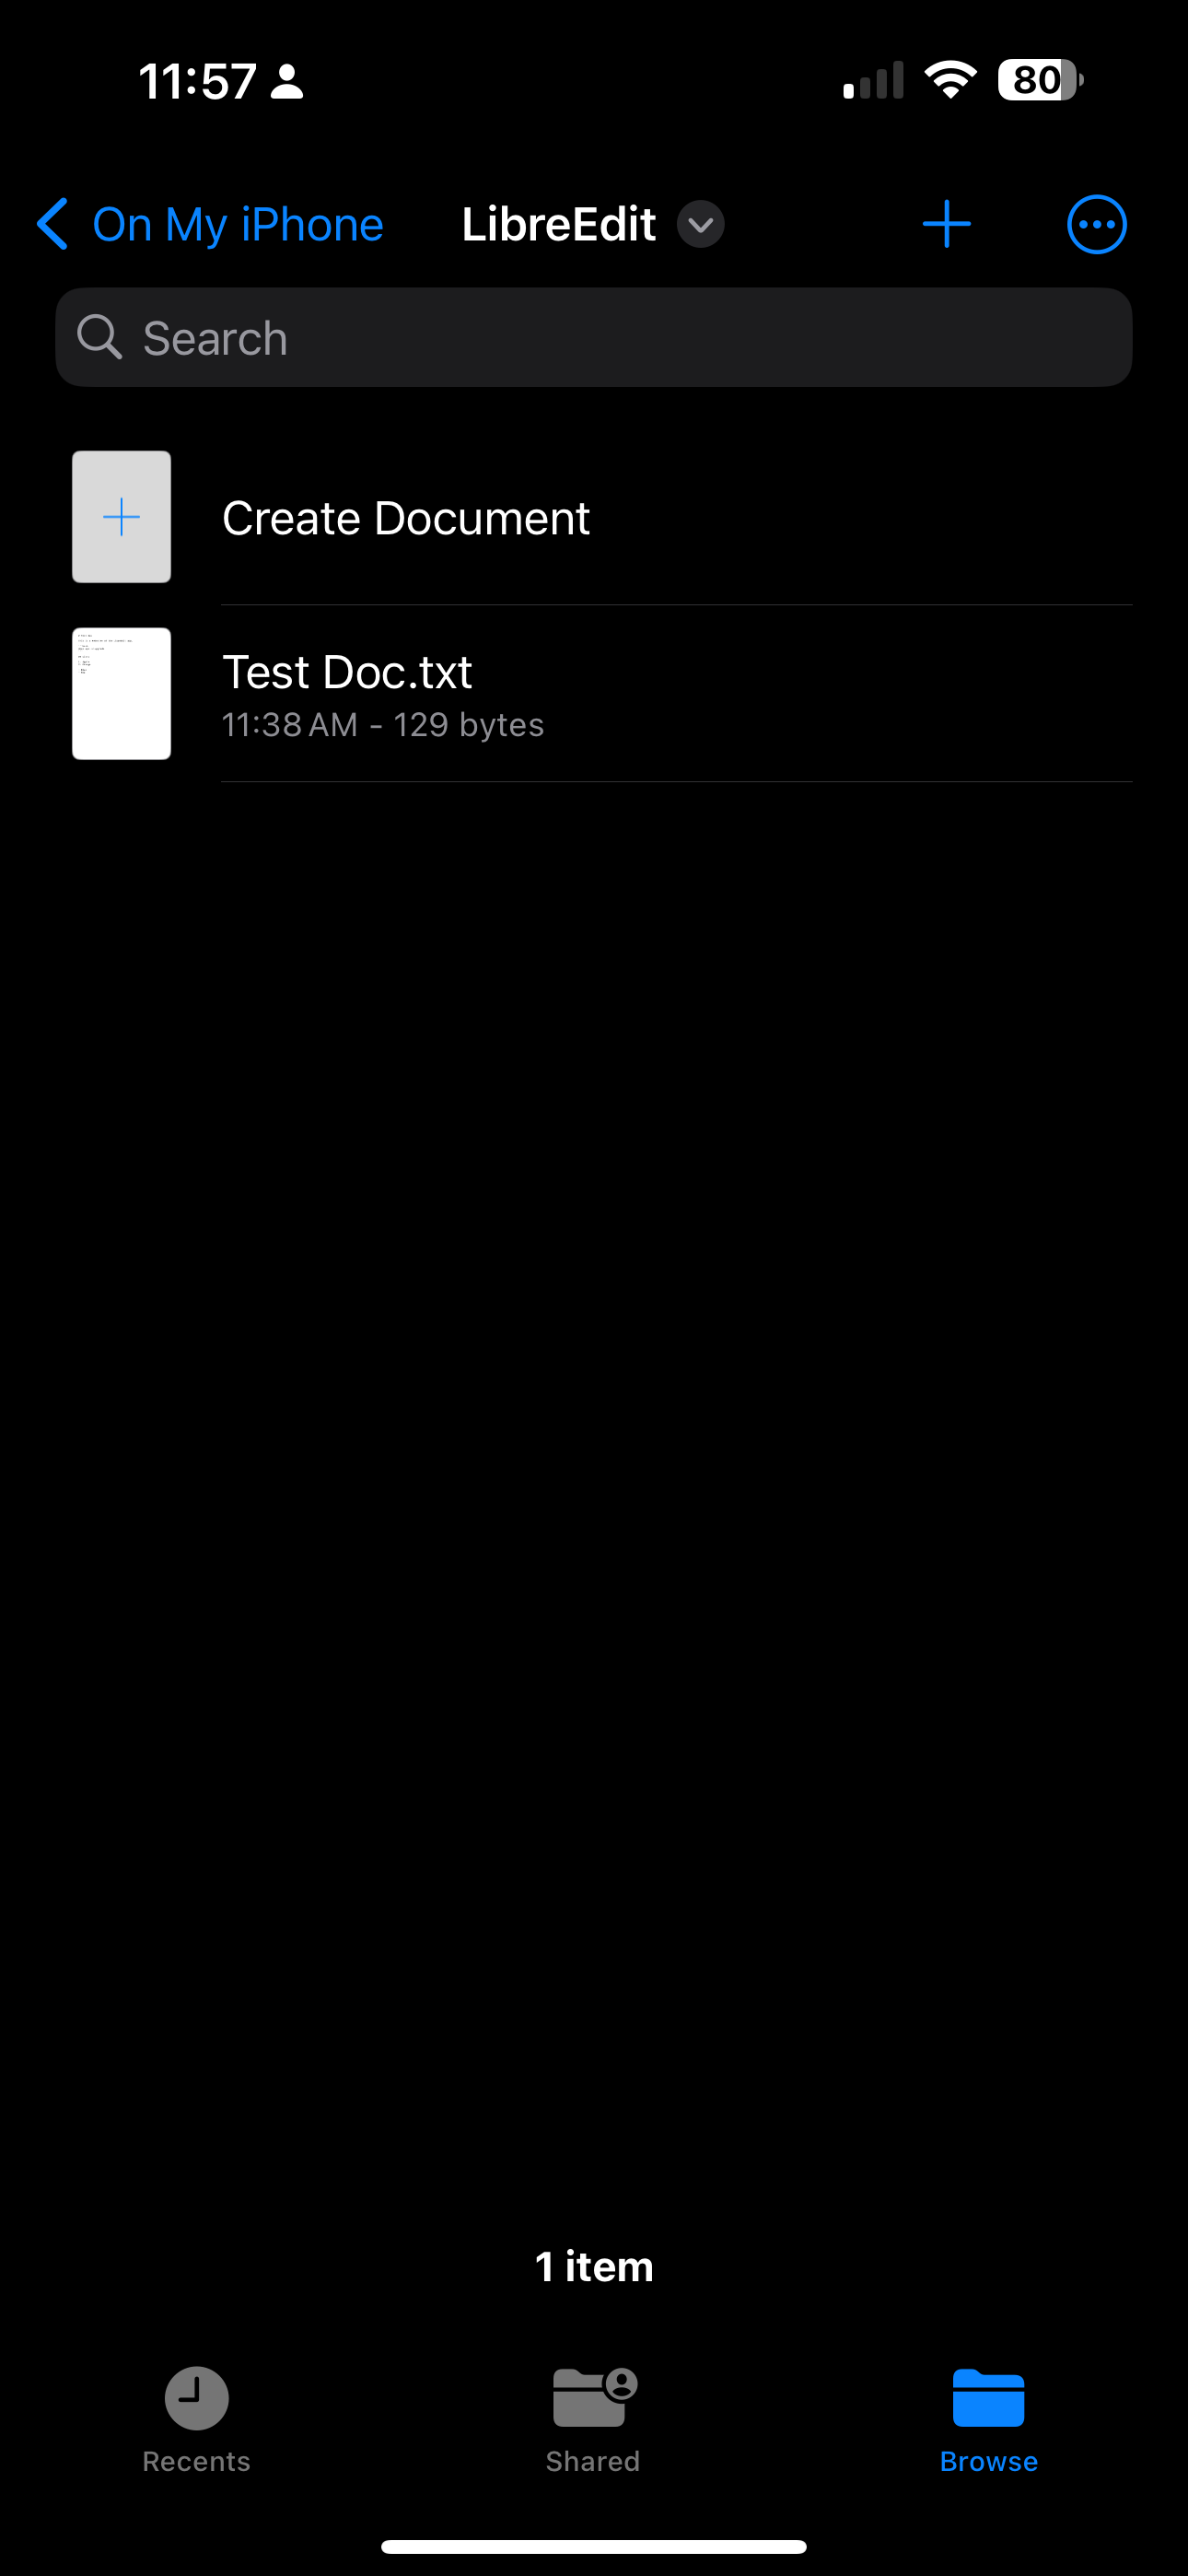 11:57
80
On My iPhone
LibreEdit
Search
Create Document
Test Doc.txt
11:38 AM - 129 bytes
1 item
Recents
Shared
Browse